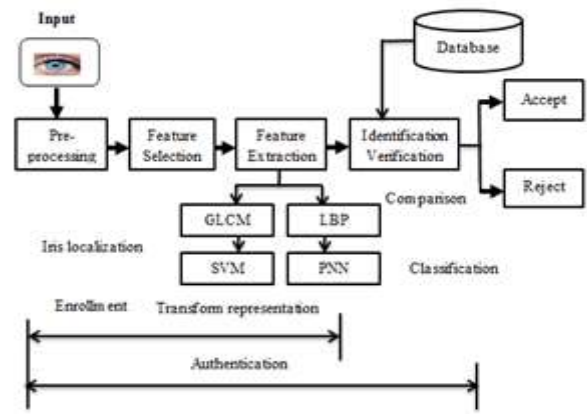 Input
Database
Pre-
processing
Feature
Selection
Feature
Extraction
Identification
Verification
Accept
Reject
Comparison
GLCM
LBP
Iris localization
SVM
PNN
Classification
Enrollment
Transform representation
Authentication